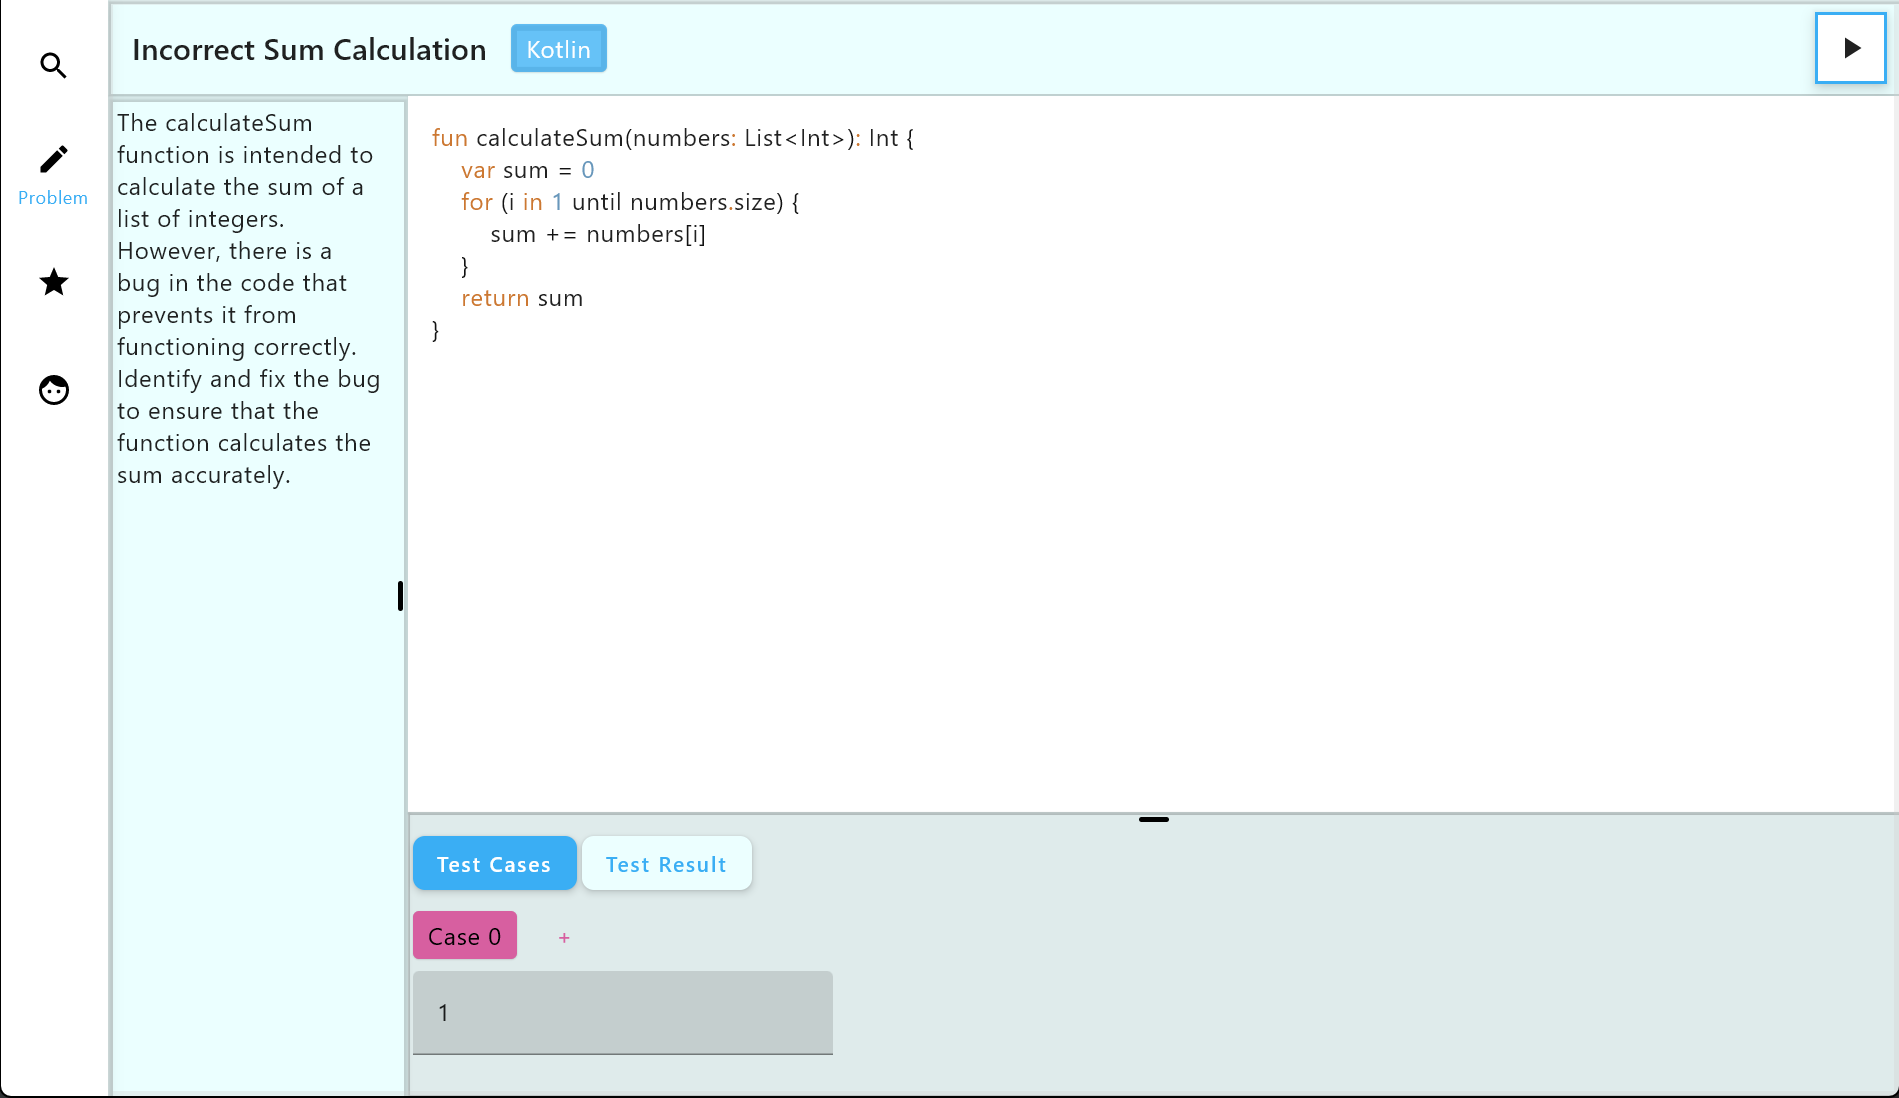 Incorrect Sum Calculation
Kotlin
Problem
The calculateSum
function is intended to
calculate the sum of a
list of integers.
However, there is a
bug in the code that
prevents it from
functioning correctly.
Identify and fix the bug
to ensure that the
function calculates the
sum accurately.
fun calculateSum(numbers: List<Int>): Int {
    var sum = 0
    for (i in 1 until numbers.size) {
        sum += numbers[i]
    }
    return sum
}
Test Cases
Test Result
Case 0
+
1